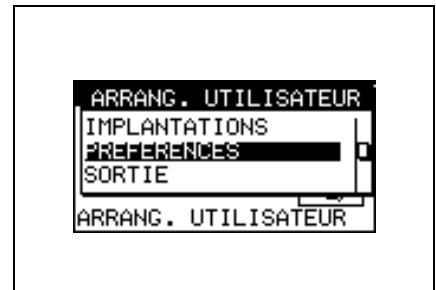 ARRANG. UTILISATEUR
IMPLANTATIONS
PREFERENCES
SORTIE
ARRANG. UTILISATEUR